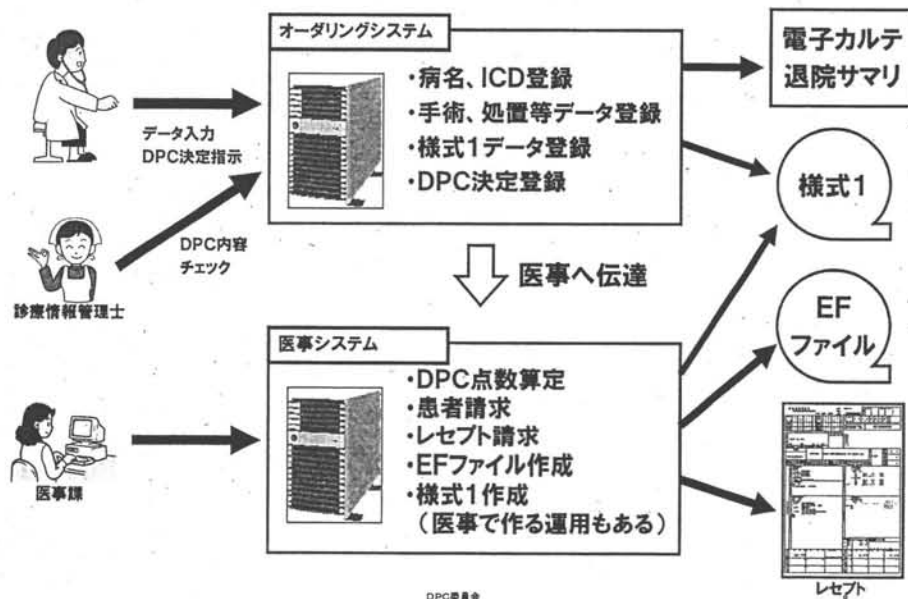 オーダリングシステム
・病名、ICD登録
・手術、処置等データ登録
・様式1データ登録
・DPC決定登録
電子カルテ
退院サマリ
データ入力
DPC決定指示
様式1
DPC内容
チェック
診療情報管理士
医事へ伝達
EF
ファイル
医事システム
・DPC点数算定
・患者請求
・レセプト請求
・EFファイル作成
・様式1作成
（医事で作る運用もある）
医事課
レセプト
DPC委員会